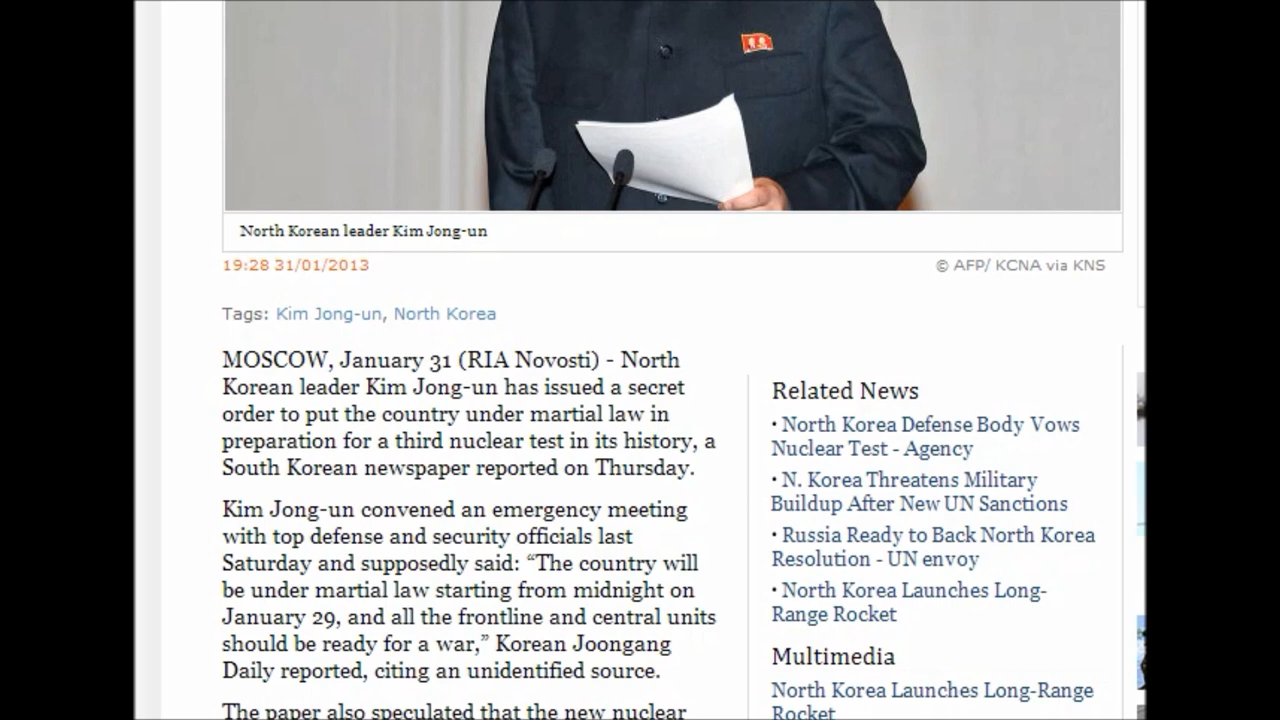 North Korean leader Kim Jong-un
19:28 31/01/2013
© AFP/ KCNA via KNS
Tags: Kim Jong-un, North Korea
MOSCOW, January 31 (RIA Novosti) - North
Korean leader Kim Jong-un has issued a secret
order to put the country under martial law in
preparation for a third nuclear test in its history, a
South Korean newspaper reported on Thursday.
Kim Jong-un convened an emergency meeting
with top defense and security officials last
Saturday and supposedly said: “The country will
be under martial law starting from midnight on
January 29, and all the frontline and central units
should be ready for a war,” Korean Joongang
Daily reported, citing an unidentified source.
The paper also speculated that the new nuclear
Related News
• North Korea Defense Body Vows
Nuclear Test - Agency
• N. Korea Threatens Military
Buildup After New UN Sanctions
• Russia Ready to Back North Korea
Resolution - UN envoy
• North Korea Launches Long-
Range Rocket
Multimedia
North Korea Launches Long-Range
Rocket